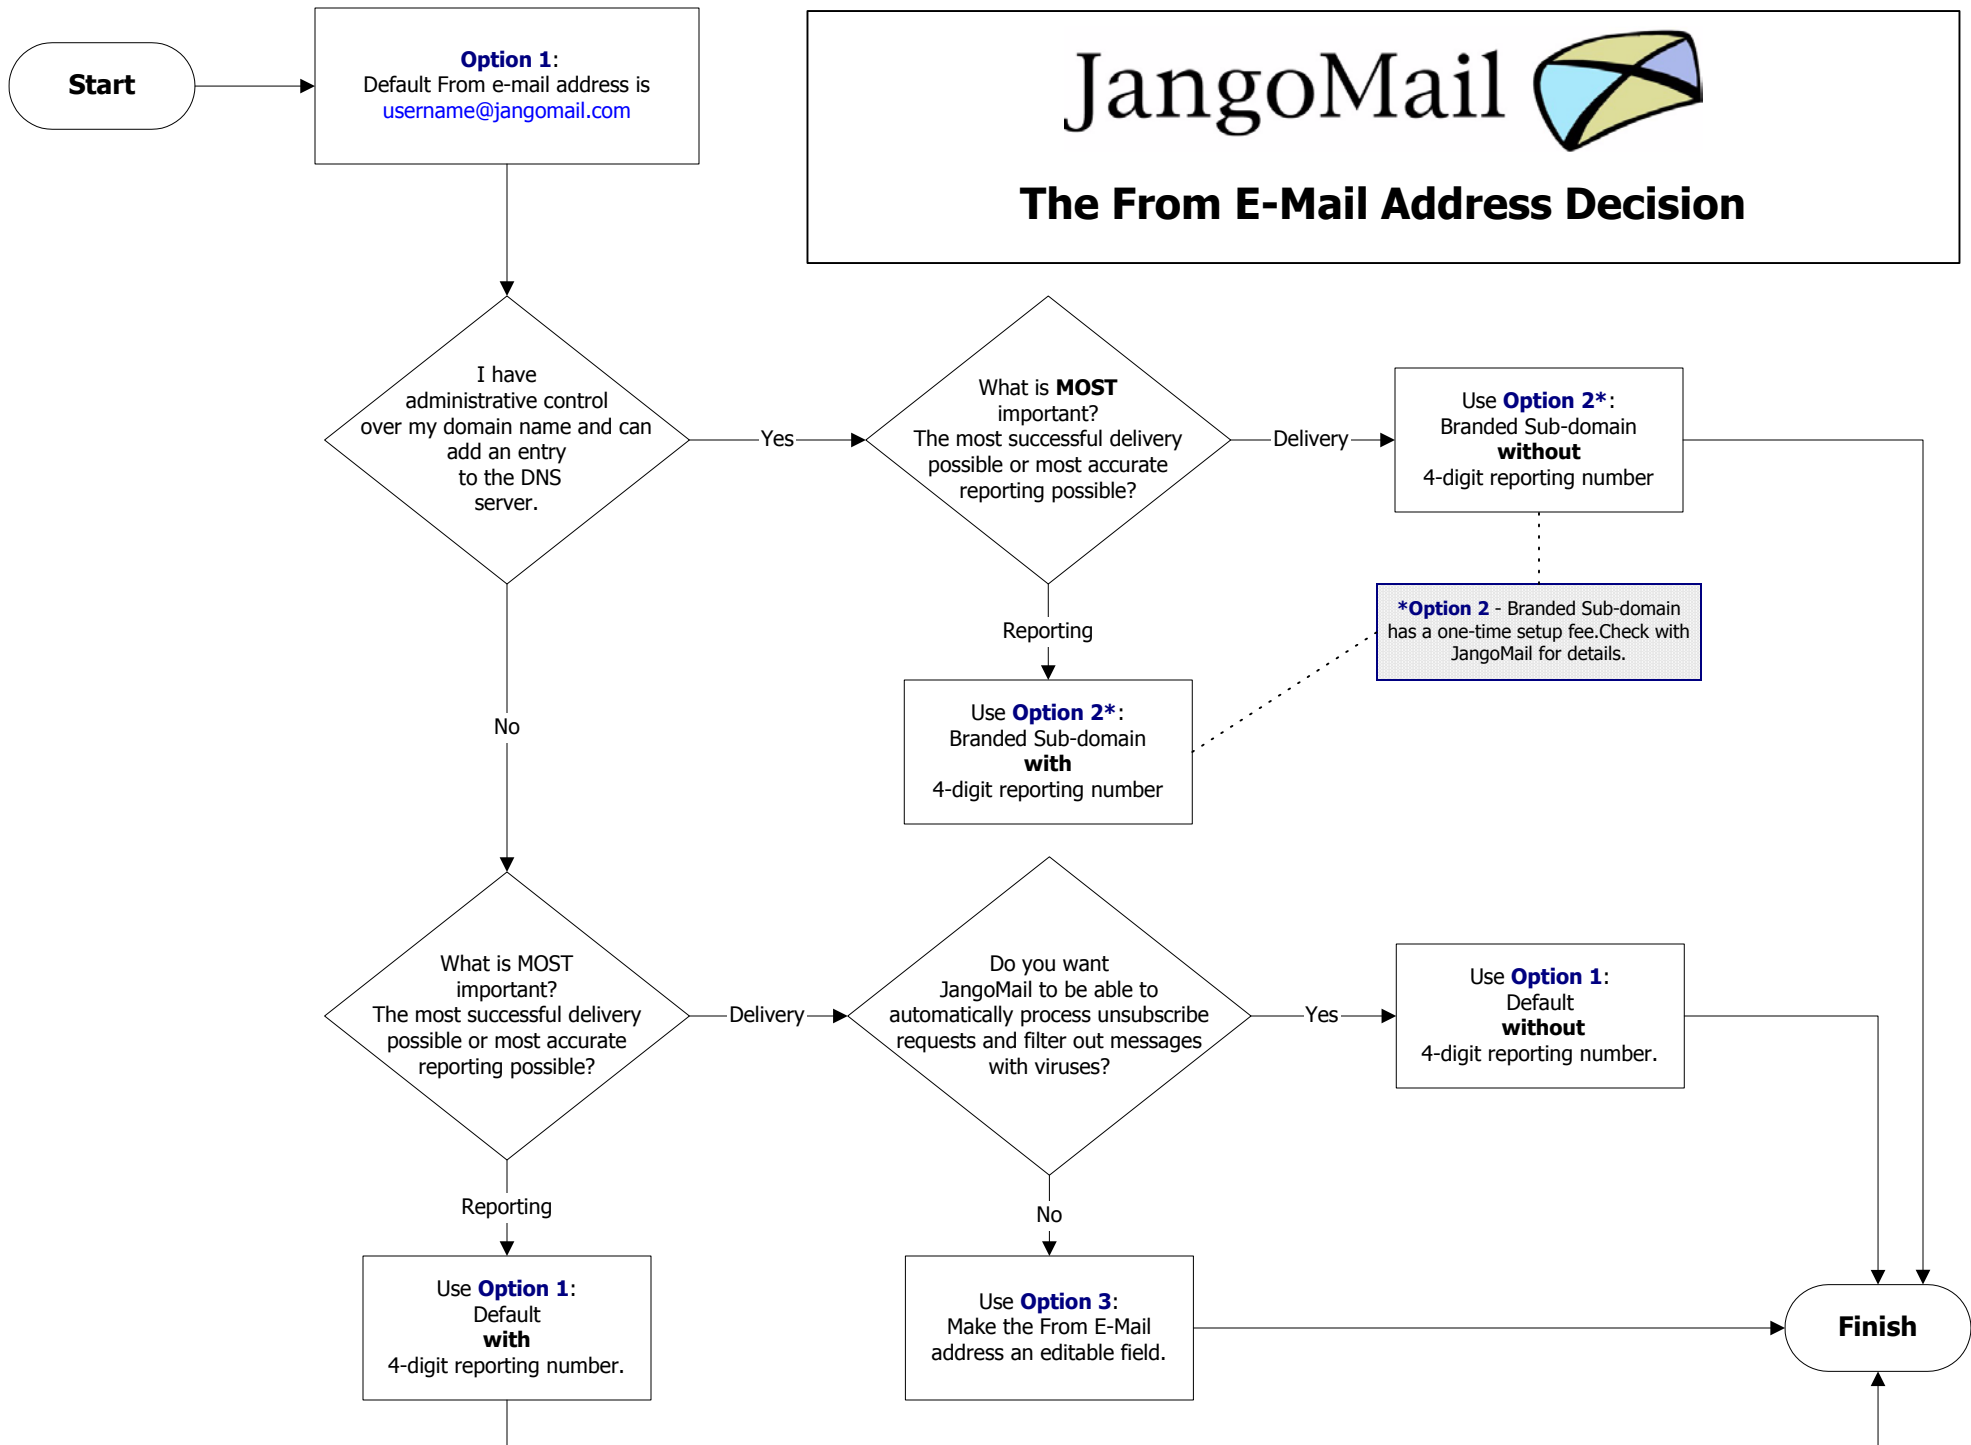 Start
Option 1:
Default From e-mail address is
username@jangomail.com
JangoMail
The From E-Mail Address Decision
I have
administrative control
over my domain name and can
add an entry
to the DNS
server.
Yes
What is MOST
important?
The most successful delivery
possible or most accurate
reporting possible?
Delivery
Use Option 2*:
Branded Sub-domain
without
4-digit reporting number
*Option 2 - Branded Sub-domain
has a one-time setup fee.Check with
JangoMail for details.
Reporting
Use Option 2*:
Branded Sub-domain
with
4-digit reporting number
No
What is MOST
important?
The most successful delivery
possible or most accurate
reporting possible?
Delivery
Do you want
JangoMail to be able to
automatically process unsubscribe
requests and filter out messages
with viruses?
Yes
Use Option 1:
Default
without
4-digit reporting number.
Reporting
Use Option 1:
Default
with
4-digit reporting number.
No
Use Option 3:
Make the From E-Mail
address an editable field.
Finish